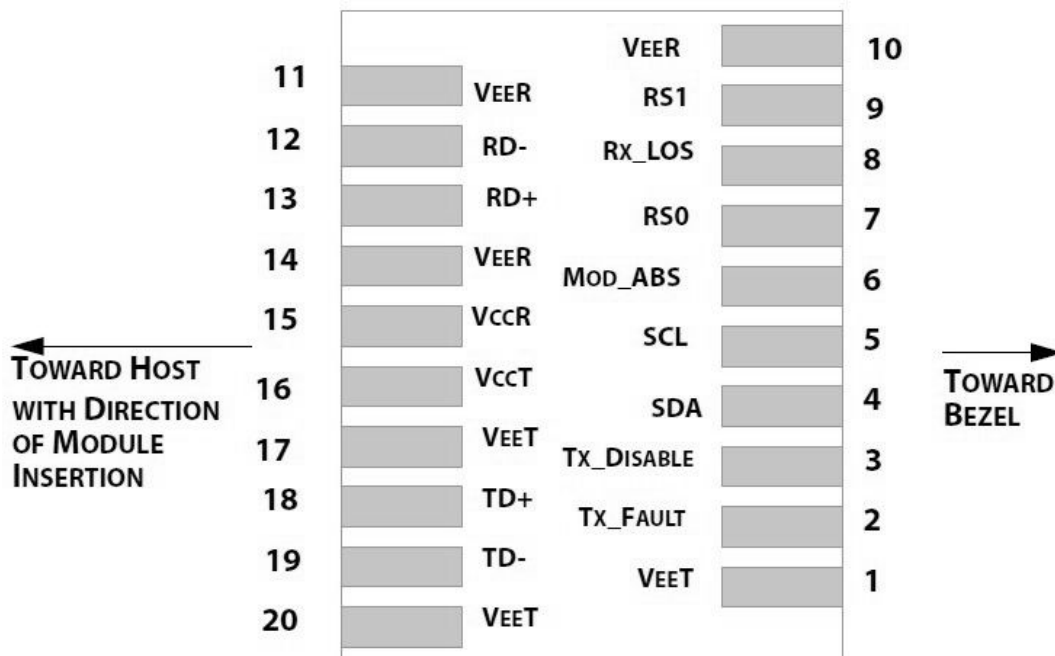 11 VEER
12 RD-
13 RD+
14 VEER
15 VCCR
16 VCCT
17 VEET
18 TD+
19 TD-
20 VEET
TOWARD HOST
WITH DIRECTION
OF MODULE
INSERTION
VEER 10
RS1 9
RX_LOS 8
RS0 7
MOD_ABS 6
SCL 5
SDA 4
TX_DISABLE 3
TX_FAULT 2
VEET 1
TOWARD
BEZEL